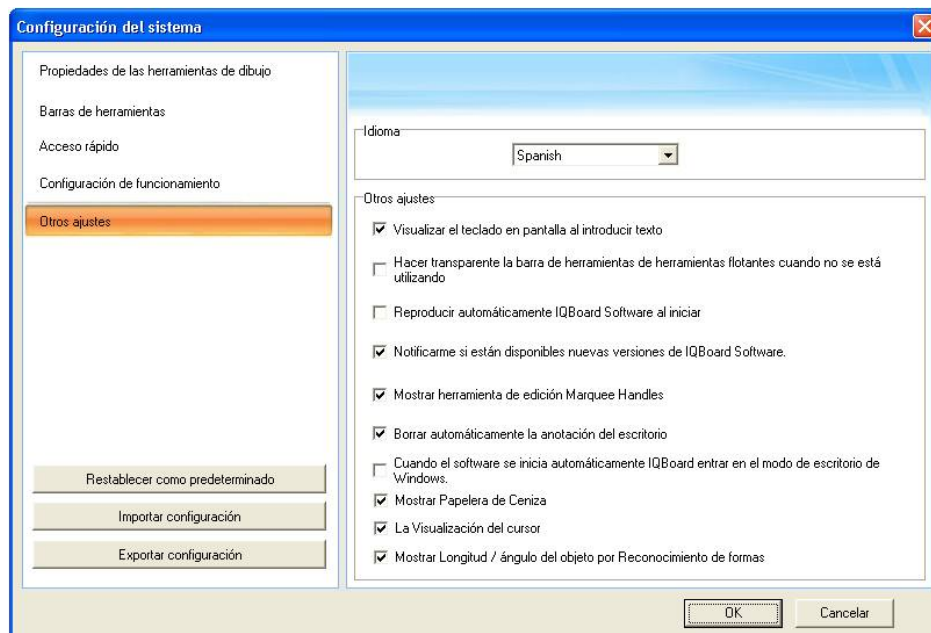 Configuración del sistema
Propiedades de las herramientas de dibujo
Barras de herramientas
Acceso rápido
Configuración de funcionamiento
Otros ajustes
Restablecer como predeterminado
Importar configuración
Exportar configuración
Idioma
Spanish
Otros ajustes
Visualizar el teclado en pantalla al introducir texto
Hacer transparente la barra de herramientas de herramientas flotantes cuando no se está
utilizando
Reproducir automáticamente IQBoard Software al iniciar
Notificarme si están disponibles nuevas versiones de IQBoard Software.
Mostrar herramienta de edición Marquee Handles
Borrar automáticamente la anotación del escritorio
Cuando el software se inicia automáticamente IQBoard entrar en el modo de escritorio de
Windows.
Mostrar Papelera de Ceniza
La Visualización del cursor
Mostrar Longitud / ángulo del objeto por Reconocimiento de formas
OK
Cancelar